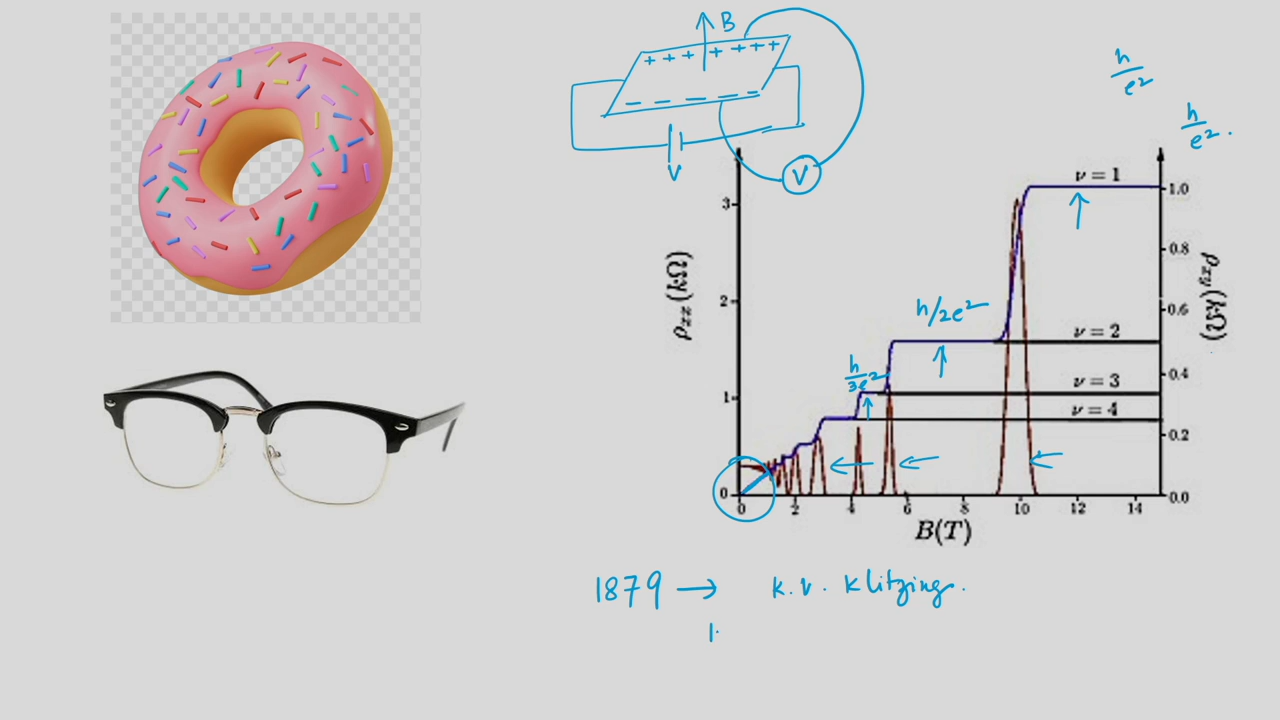 B
+ + + + + + +
− − − − − −
V
V
h/e²
h/e².
ν = 1
ν = 2
ν = 3
ν = 4
h/2e²
h/3e²
ρxx(kΩ)
3
2
1
0
ρxy(kΩ)
1.0
0.8
0.6
0.4
0.2
0.0
0 2 4 6 8 10 12 14
B(T)
1879 → K. v. Klitzing.
1.